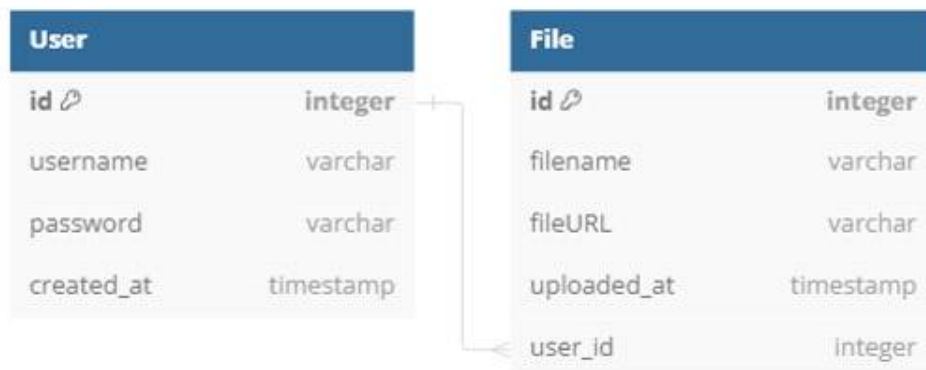 User
id integer
username varchar
password varchar
created_at timestamp
File
id integer
filename varchar
fileURL varchar
uploaded_at timestamp
user_id integer